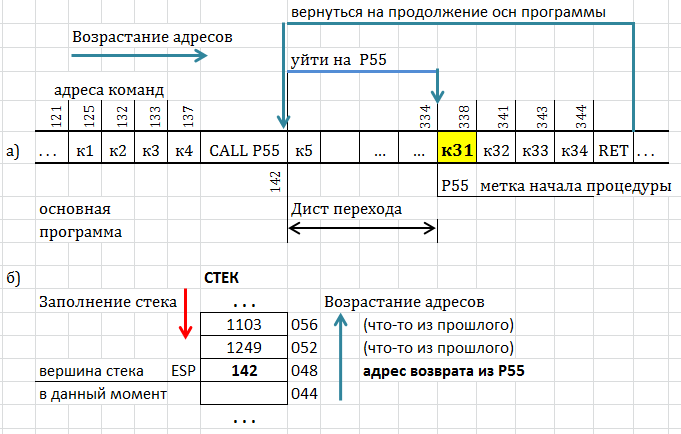 вернуться на продолжение осн программы
Возрастание адресов
уйти на P55
адреса команд
121 125 132 133 137 334 338 341 343 344
а) ... к1 к2 к3 к4 CALL P55 к5 ... ... к31 к32 к33 к34 RET ...
142
P55 метка начала процедуры
основная Дист перехода
программа
б) СТЕК
Заполнение стека ... Возрастание адресов
1103 056 (что-то из прошлого)
1249 052 (что-то из прошлого)
вершина стека ESP 142 048 адрес возврата из P55
в данный момент 044
...